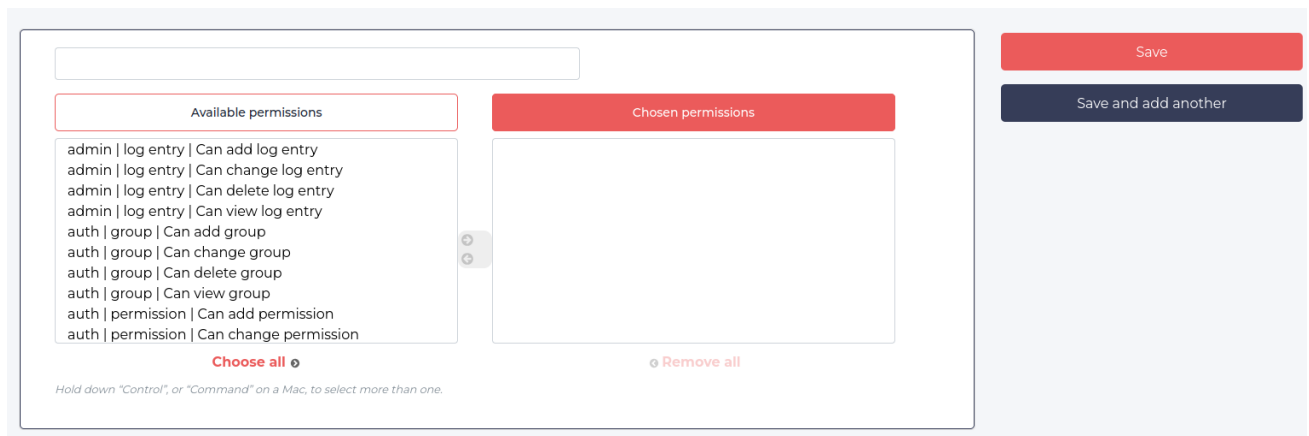 Save
Save and add another
Available permissions
Chosen permissions
admin | log entry | Can add log entry
admin | log entry | Can change log entry
admin | log entry | Can delete log entry
admin | log entry | Can view log entry
auth | group | Can add group
auth | group | Can change group
auth | group | Can delete group
auth | group | Can view group
auth | permission | Can add permission
auth | permission | Can change permission
Choose all
Remove all
Hold down “Control”, or “Command” on a Mac, to select more than one.